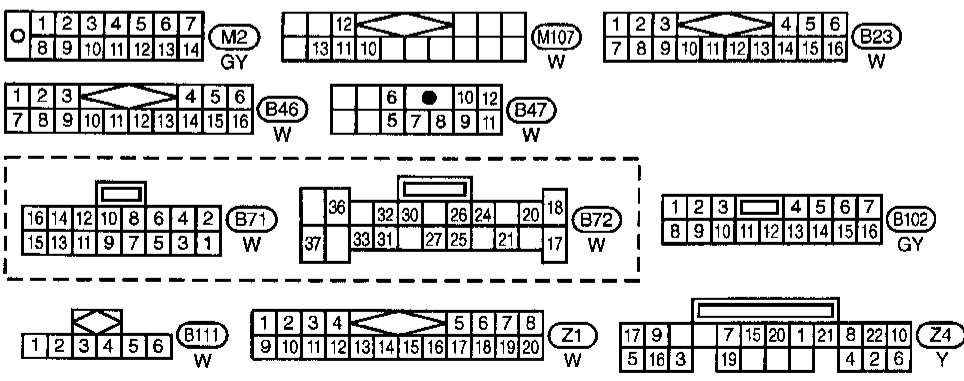 1 2 3 4 5 6 7
8 9 10 11 12 13 14
M2
GY
12
13 11 10
M107
W
1 2 3 4 5 6
7 8 9 10 11 12 13 14 15 16
B23
W
1 2 3 4 5 6
7 8 9 10 11 12 13 14 15 16
B46
W
6 10 12
5 7 8 9 11
B47
W
16 14 12 10 8 6 4 2
15 13 11 9 7 5 3 1
B71
W
36 32 30 26 24 20 18
37 33 31 27 25 21 17
B72
W
1 2 3 4 5 6 7
8 9 10 11 12 13 14 15 16
B102
GY
1 2 3 4 5 6
B111
W
1 2 3 4 5 6 7 8
9 10 11 12 13 14 15 16 17 18 19 20
Z1
W
17 9 7 15 20 1 21 8 22 10
5 16 3 19 4 2 6
Z4
Y